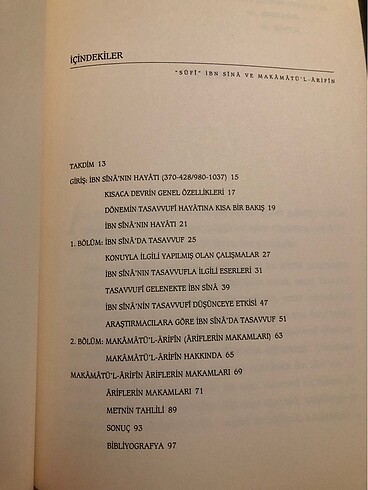 İÇİNDEKİLER
"SÛFÎ" İBN SÎNÂ VE MAKÂMÂTÜ'L-ÂRİFÎN
TAKDİM 13
GİRİŞ: İBN SÎNÂ'NIN HAYÂTI (370-428/980-1037) 15
KISACA DEVRİN GENEL ÖZELLİKLERİ 17
DÖNEMİN TASAVVUFÎ HAYÂTINA KISA BİR BAKIŞ 19
İBN SÎNÂ'NIN HAYÂTI 21
1. BÖLÜM: İBN SÎNÂ'DA TASAVVUF 25
KONUYLA İLGİLİ YAPILMIŞ OLAN ÇALIŞMALAR 27
İBN SÎNÂ'NIN TASAVVUFLA İLGİLİ ESERLERİ 31
TASAVVUFÎ GELENEKTE İBN SÎNÂ 39
İBN SÎNÂ'NIN TASAVVUFÎ DÜŞÜNCEYE ETKİSİ 47
ARAŞTIRMACILARA GÖRE İBN SÎNÂ'DA TASAVVUF 51
2. BÖLÜM: MAKÂMÂTÜ'L-ÂRİFÎN (ÂRİFLERİN MAKAMLARI) 63
MAKÂMÂTÜ'L-ÂRİFÎN HAKKINDA 65
MAKÂMÂTÜ'L-ÂRİFÎN ÂRİFLERİN MAKAMLARI 69
ÂRİFLERİN MAKAMLARI 71
METNİN TAHLİLİ 89
SONUÇ 93
BİBLİYOGRAFYA 97